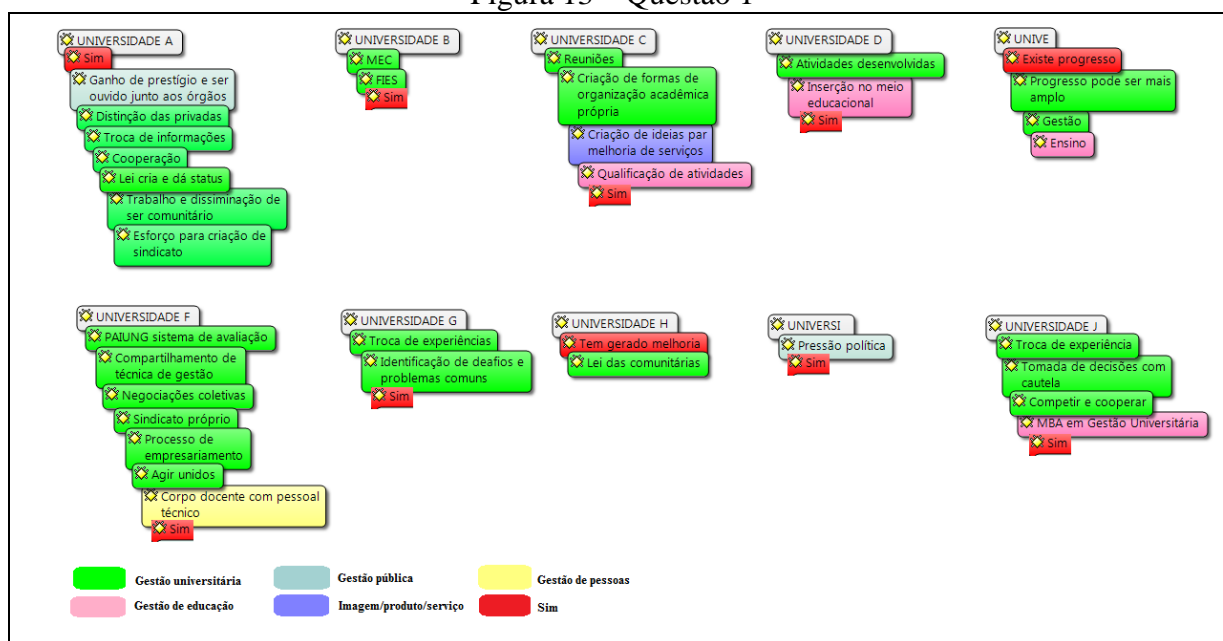 Figura 13 – Questão 1
UNIVERSIDADE A
Sim
Ganho de prestígio e ser
ouvido junto aos órgãos
Distinção das privadas
Troca de informações
Cooperação
Lei cria e dá status
Trabalho e dissiminação de
ser comunitário
Esforço para criação de
sindicato
UNIVERSIDADE B
MEC
FIES
Sim
UNIVERSIDADE C
Reuniões
Criação de formas de
organização acadêmica
própria
Criação de ideias par
melhoria de serviços
Qualificação de atividades
Sim
UNIVERSIDADE D
Atividades desenvolvidas
Inserção no meio
educacional
Sim
UNIVE
Existe progresso
Progresso pode ser mais
amplo
Gestão
Ensino
UNIVERSIDADE F
PAIUNG sistema de avaliação
Compartilhamento de
técnica de gestão
Negociações coletivas
Sindicato próprio
Processo de
empresariamento
Agir unidos
Corpo docente com pessoal
técnico
Sim
UNIVERSIDADE G
Troca de experiências
Identificação de deafios e
problemas comuns
Sim
UNIVERSIDADE H
Tem gerado melhoria
Lei das comunitárias
UNIVERSI
Pressão política
Sim
UNIVERSIDADE J
Troca de experiência
Tomada de decisões com
cautela
Competir e cooperar
MBA em Gestão Universitária
Sim
Gestão universitária
Gestão pública
Gestão de pessoas
Gestão de educação
Imagem/produto/serviço
Sim